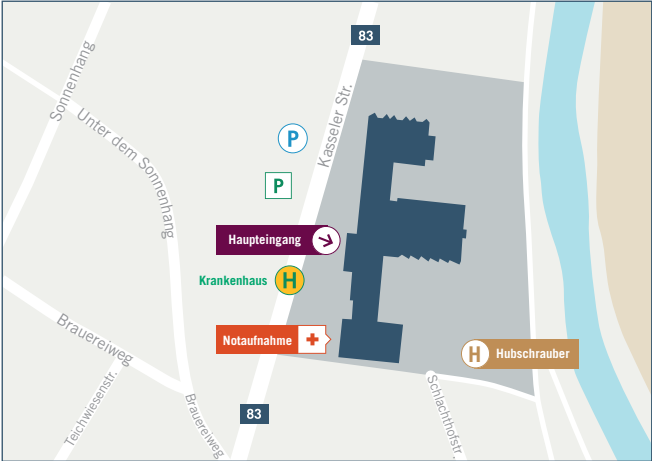 83
Sonnenhang
Unter dem Sonnenhang
Kasseler Str.
P
P
Haupteingang
Krankenhaus H
Notaufnahme
H Hubschrauber
Brauereiweg
Teichwiesenstr.
Brauereiweg
83
Schlachthofstr.